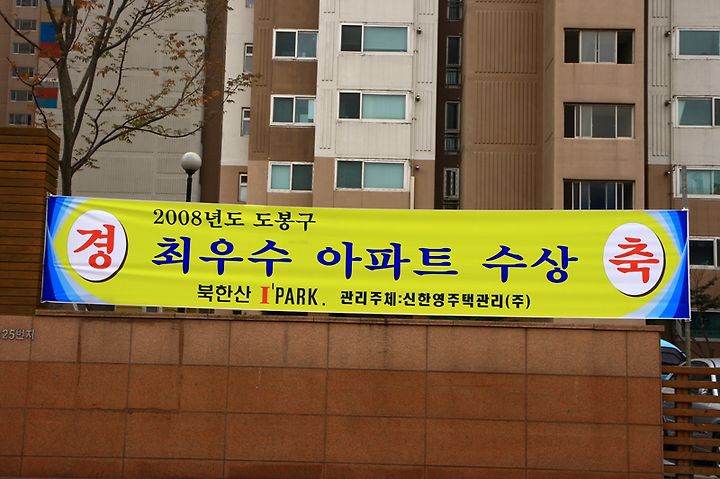 경
2008년도 도봉구
최우수 아파트 수상
북한산 I'PARK. 관리주체:신한영주택관리(주)
축
25번지